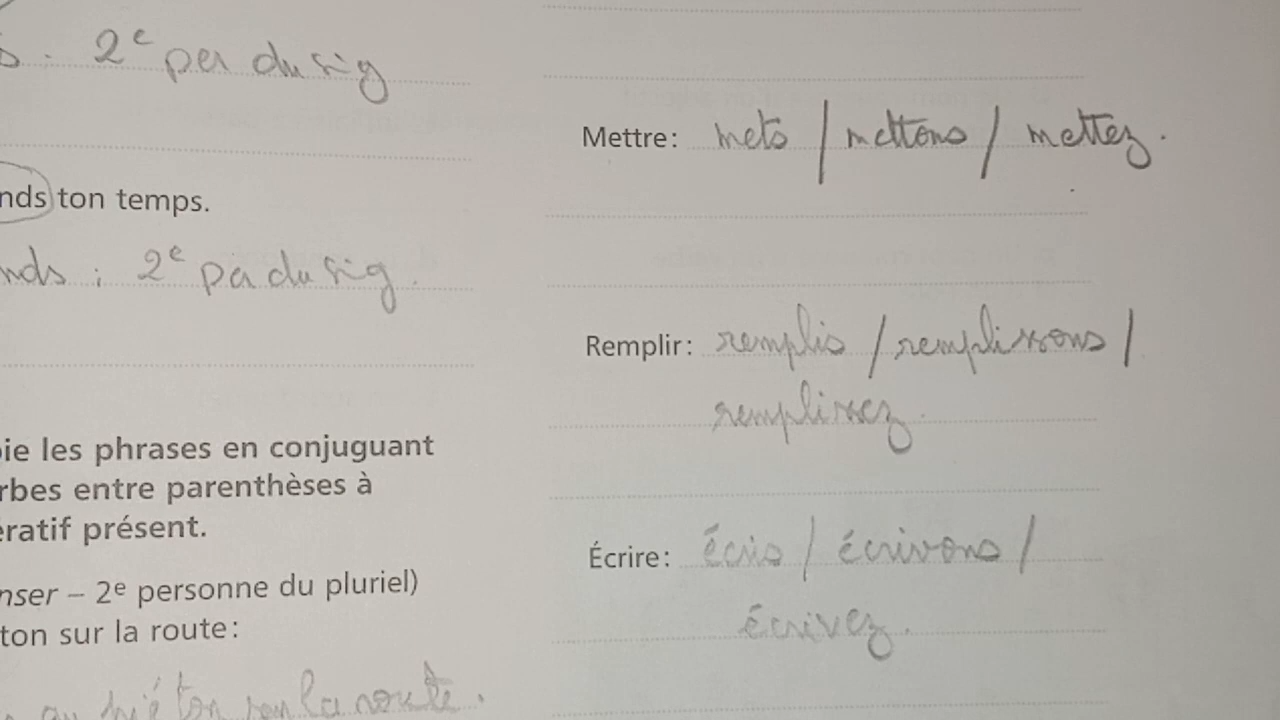 s. 2e per du sig
nds ton temps.
nds : 2e pa du sig.
ie les phrases en conjuguant
rbes entre parenthèses à
ératif présent.
nser – 2e personne du pluriel)
ton sur la route :
au piéton sur la route.
Mettre : mets / mettons / mettez.
Remplir : remplis / remplissons /
remplissez.
Écrire : écris / écrivons /
écrivez.